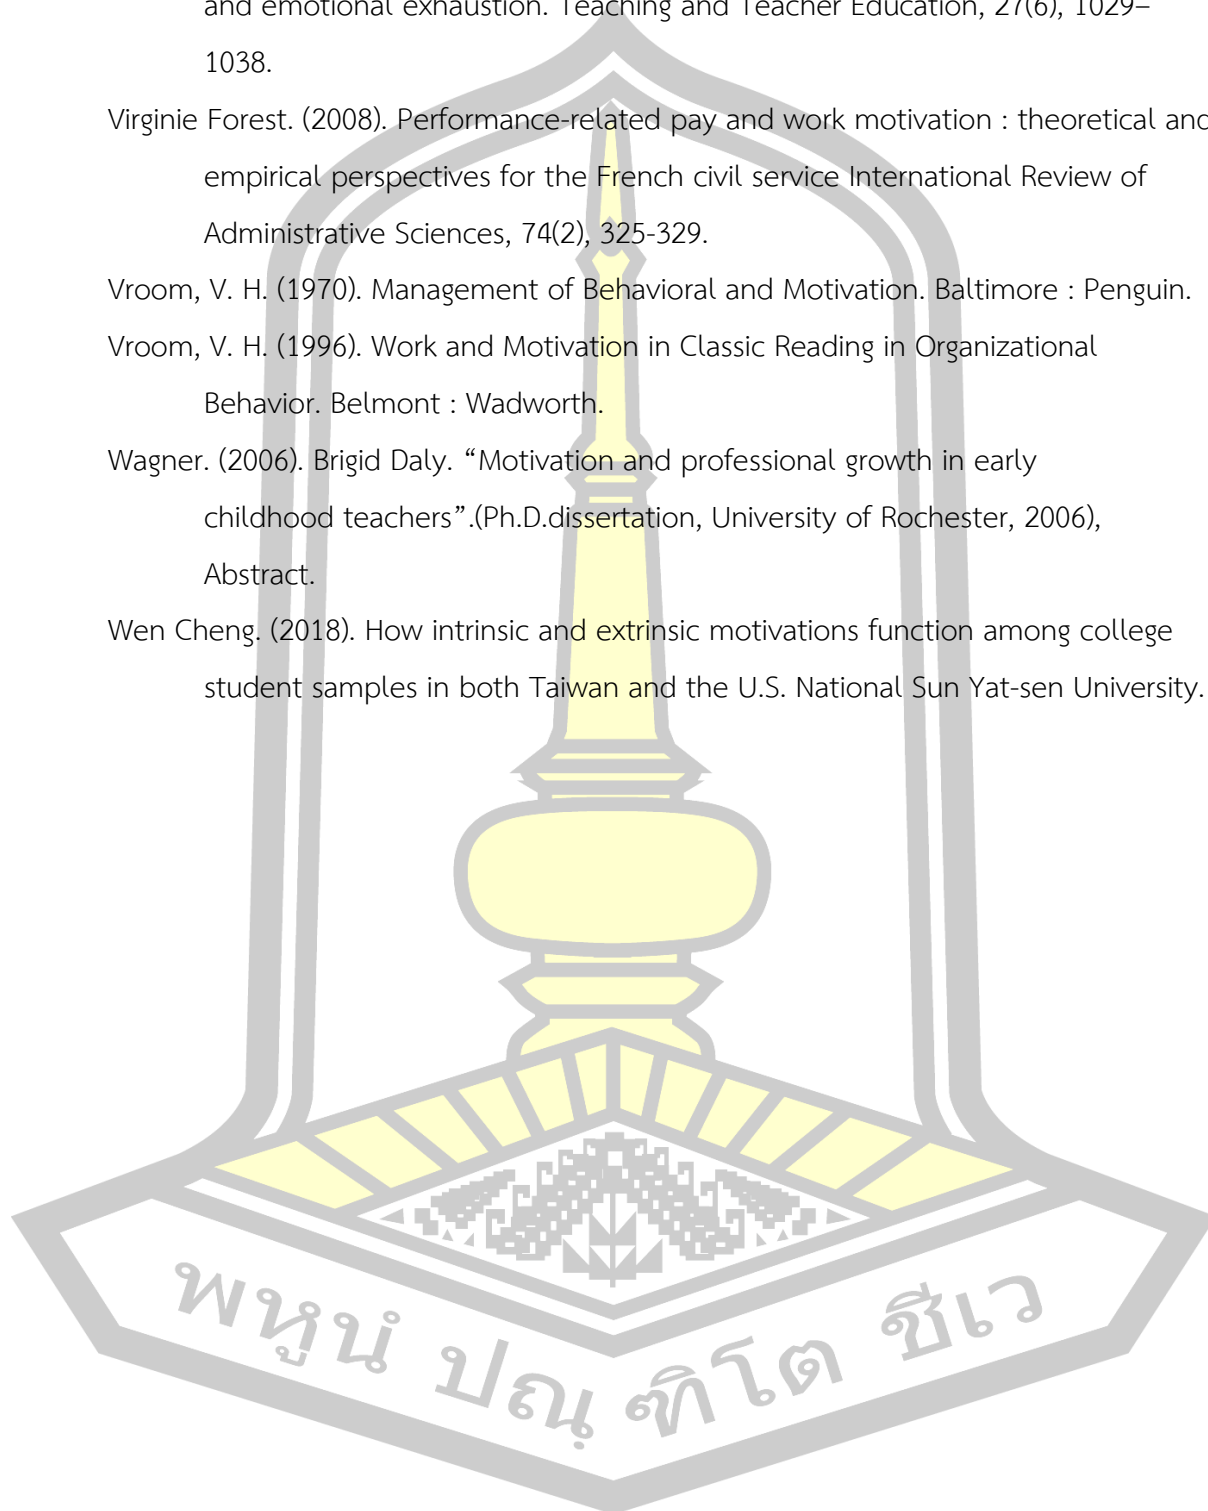 and emotional exhaustion. Teaching and Teacher Education, 27(6), 1029–
1038.
Virginie Forest. (2008). Performance-related pay and work motivation : theoretical and
empirical perspectives for the French civil service International Review of
Administrative Sciences, 74(2), 325-329.
Vroom, V. H. (1970). Management of Behavioral and Motivation. Baltimore : Penguin.
Vroom, V. H. (1996). Work and Motivation in Classic Reading in Organizational
Behavior. Belmont : Wadworth.
Wagner. (2006). Brigid Daly. “Motivation and professional growth in early
childhood teachers”.(Ph.D.dissertation, University of Rochester, 2006),
Abstract.
Wen Cheng. (2018). How intrinsic and extrinsic motivations function among college
student samples in both Taiwan and the U.S. National Sun Yat-sen University.
พหูนํ ปณฺฑิโต ชีเว